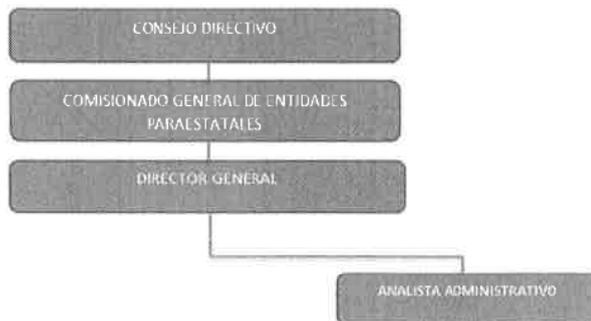 CONSEJO DIRECTIVO
COMISIONADO GENERAL DE ENTIDADES
PARAESTATALES
DIRECTOR GENERAL
ANALISTA ADMINISTRATIVO